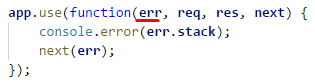 app.use(function(err, req, res, next) {
    console.error(err.stack);
    next(err);
});